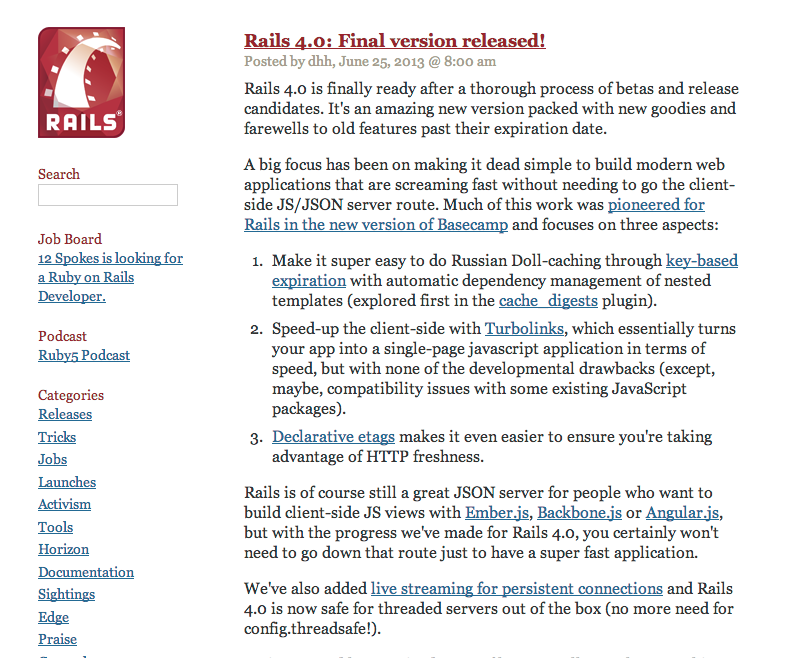 RAILS®
Search
Job Board
12 Spokes is looking for
a Ruby on Rails
Developer.
Podcast
Ruby5 Podcast
Categories
Releases
Tricks
Jobs
Launches
Activism
Tools
Horizon
Documentation
Sightings
Edge
Praise
Rails 4.0: Final version released!
Posted by dhh, June 25, 2013 @ 8:00 am
Rails 4.0 is finally ready after a thorough process of betas and release
candidates. It's an amazing new version packed with new goodies and
farewells to old features past their expiration date.
A big focus has been on making it dead simple to build modern web
applications that are screaming fast without needing to go the client-
side JS/JSON server route. Much of this work was pioneered for
Rails in the new version of Basecamp and focuses on three aspects:
1. Make it super easy to do Russian Doll-caching through key-based
expiration with automatic dependency management of nested
templates (explored first in the cache_digests plugin).
2. Speed-up the client-side with Turbolinks, which essentially turns
your app into a single-page javascript application in terms of
speed, but with none of the developmental drawbacks (except,
maybe, compatibility issues with some existing JavaScript
packages).
3. Declarative etags makes it even easier to ensure you're taking
advantage of HTTP freshness.
Rails is of course still a great JSON server for people who want to
build client-side JS views with Ember.js, Backbone.js or Angular.js,
but with the progress we've made for Rails 4.0, you certainly won't
need to go down that route just to have a super fast application.
We've also added live streaming for persistent connections and Rails
4.0 is now safe for threaded servers out of the box (no more need for
config.threadsafe!).